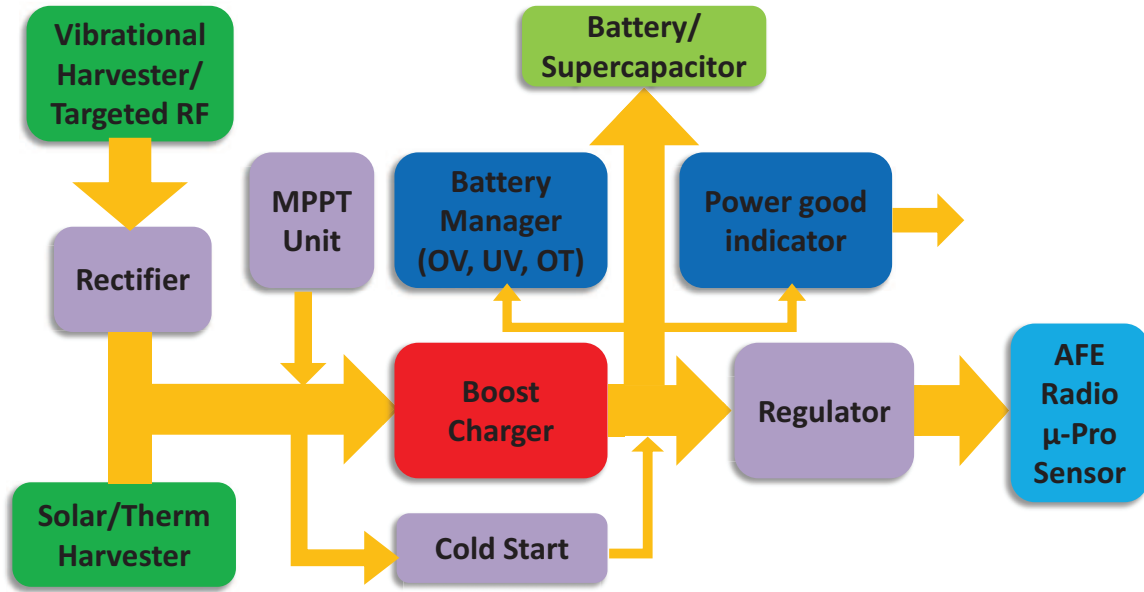 Vibrational
Harvester/
Targeted RF
Battery/
Supercapacitor
MPPT
Unit
Battery
Manager
(OV, UV, OT)
Power good
indicator
Rectifier
Boost
Charger
Regulator
AFE
Radio
μ-Pro
Sensor
Solar/Therm
Harvester
Cold Start